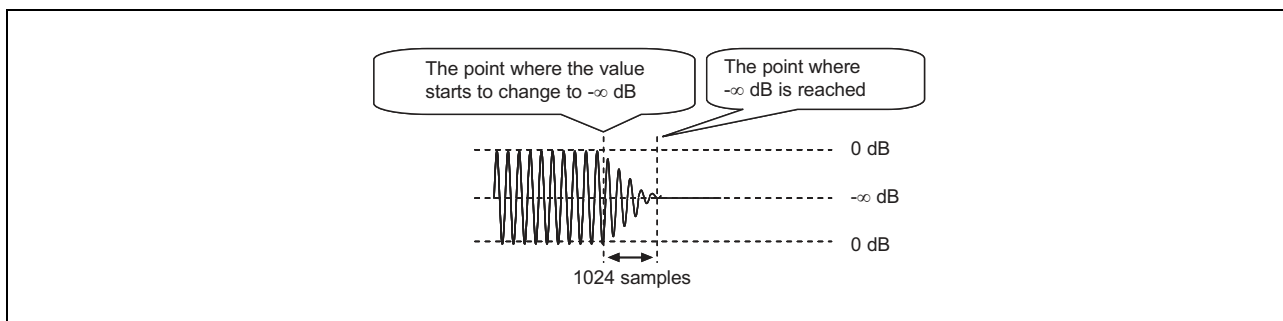 The point where the value
starts to change to -∞ dB
The point where
-∞ dB is reached
0 dB
-∞ dB
0 dB
1024 samples